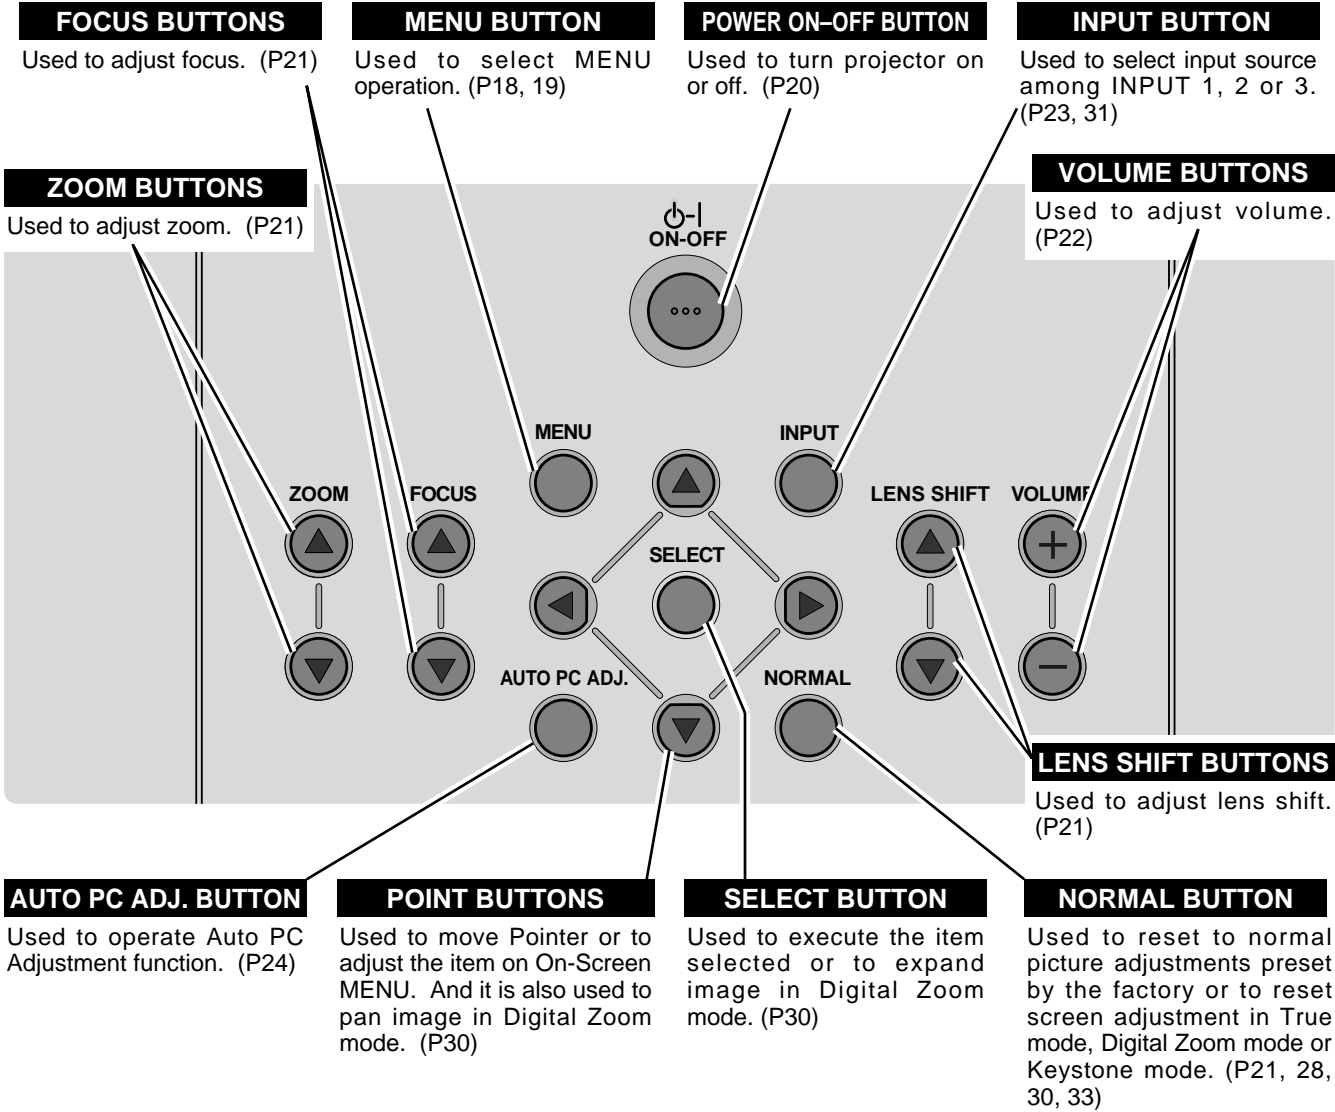 FOCUS BUTTONS
Used to adjust focus. (P21)
MENU BUTTON
Used to select MENU
operation. (P18, 19)
POWER ON–OFF BUTTON
Used to turn projector on
or off. (P20)
INPUT BUTTON
Used to select input source
among INPUT 1, 2 or 3.
(P23, 31)
ZOOM BUTTONS
Used to adjust zoom. (P21)
VOLUME BUTTONS
Used to adjust volume.
(P22)
ON-OFF
MENU
INPUT
ZOOM
FOCUS
LENS SHIFT
VOLUME
SELECT
AUTO PC ADJ.
NORMAL
LENS SHIFT BUTTONS
Used to adjust lens shift.
(P21)
AUTO PC ADJ. BUTTON
Used to operate Auto PC
Adjustment function. (P24)
POINT BUTTONS
Used to move Pointer or to
adjust the item on On-Screen
MENU. And it is also used to
pan image in Digital Zoom
mode. (P30)
SELECT BUTTON
Used to execute the item
selected or to expand
image in Digital Zoom
mode. (P30)
NORMAL BUTTON
Used to reset to normal
picture adjustments preset
by the factory or to reset
screen adjustment in True
mode, Digital Zoom mode or
Keystone mode. (P21, 28,
30, 33)